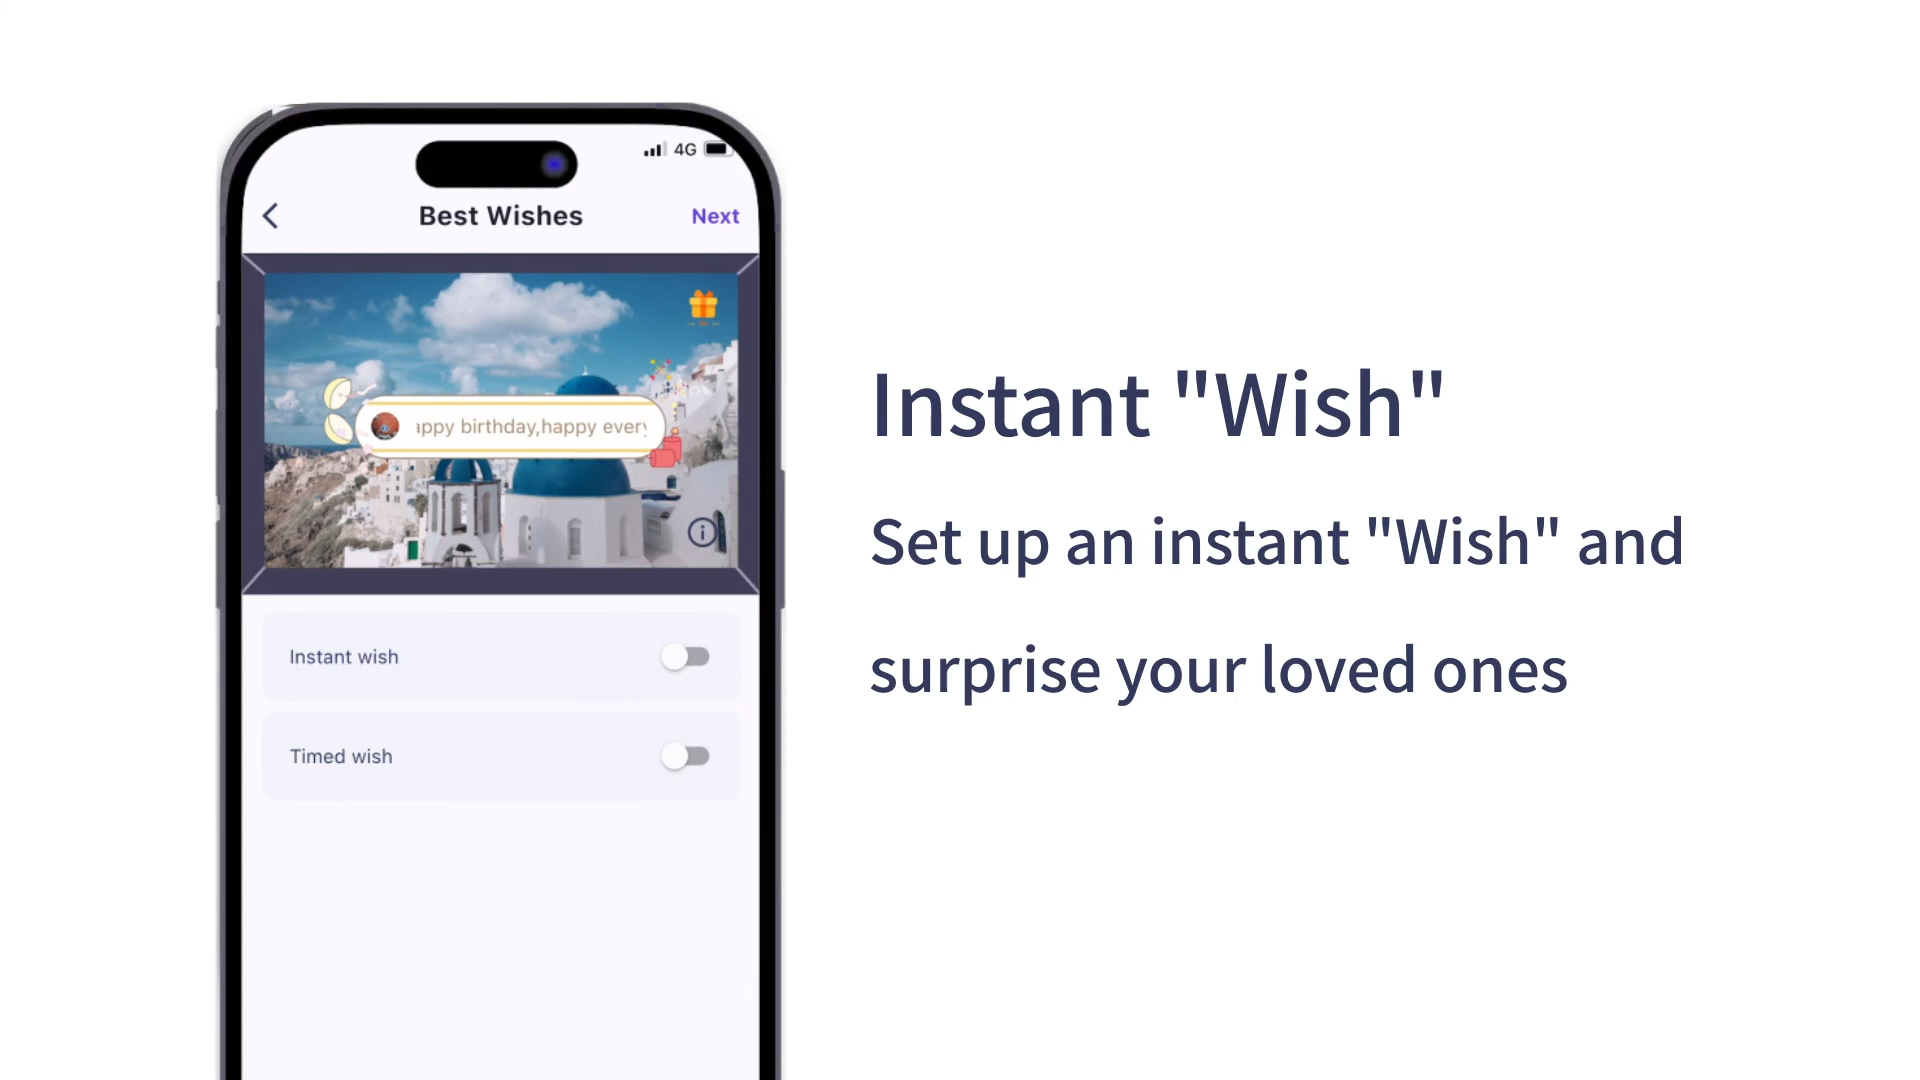 4G
Best Wishes
Next
appy birthday,happy every
Instant wish
Timed wish
Instant "Wish"
Set up an instant "Wish" and
surprise your loved ones